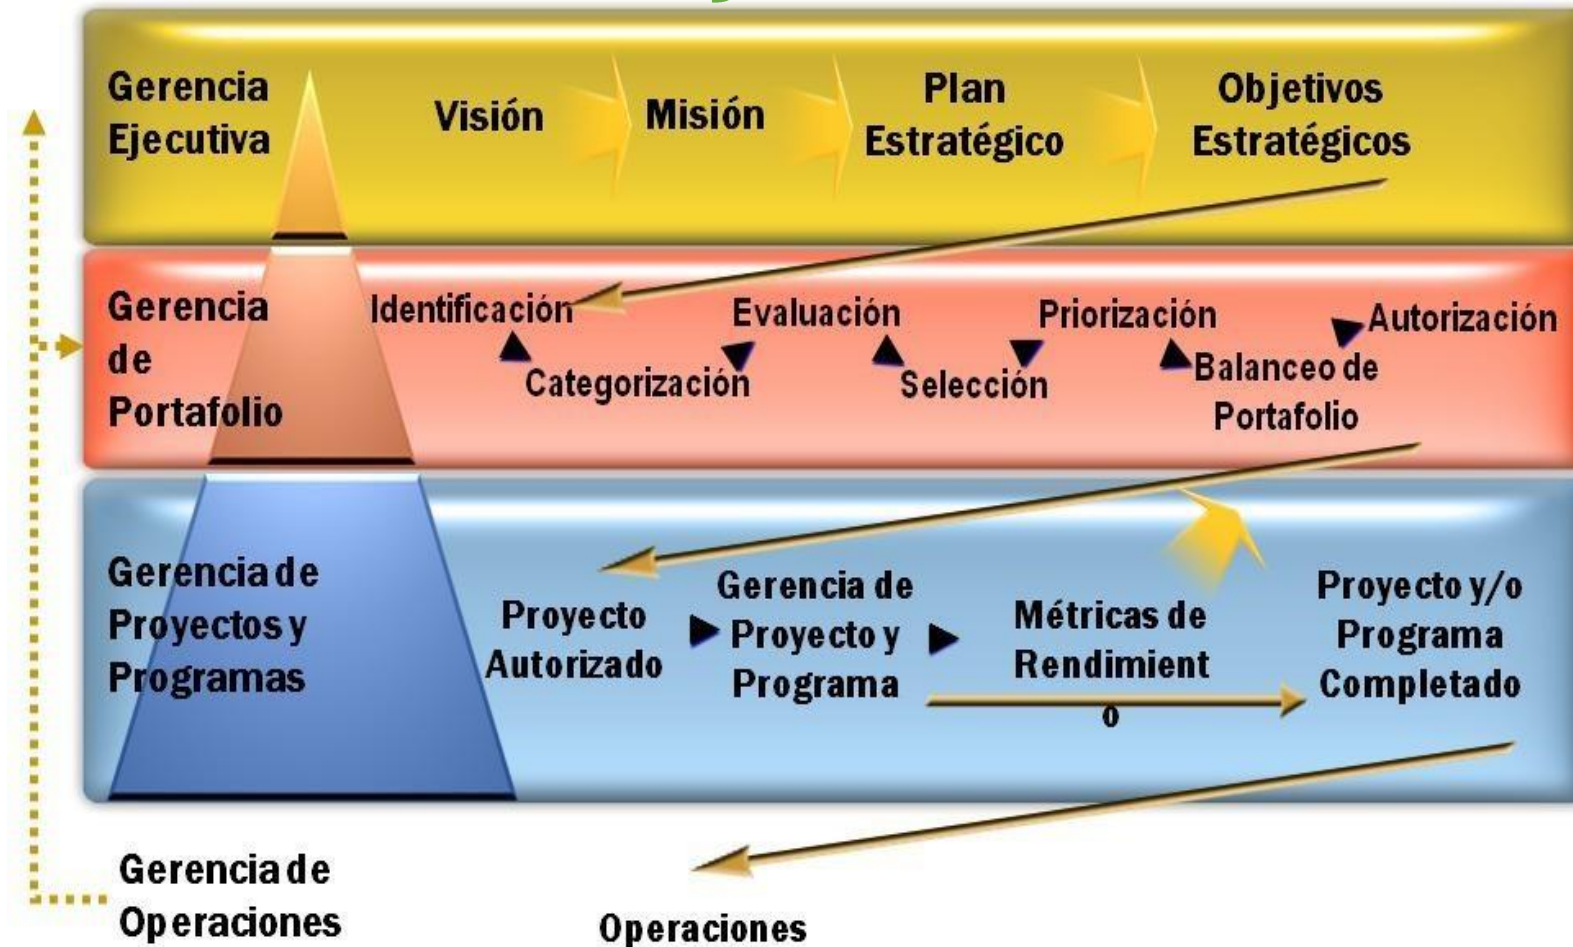 Gerencia
Ejecutiva
Visión
Misión
Plan
Estratégico
Objetivos
Estratégicos
Gerencia
de
Portafolio
Identificación
Categorización
Evaluación
Selección
Priorización
Balanceo de
Portafolio
Autorización
Gerencia de
Proyectos y
Programas
Proyecto
Autorizado
Gerencia de
Proyecto y
Programa
Métricas de
Rendimient
o
Proyecto y/o
Programa
Completado
Gerencia de
Operaciones
Operaciones